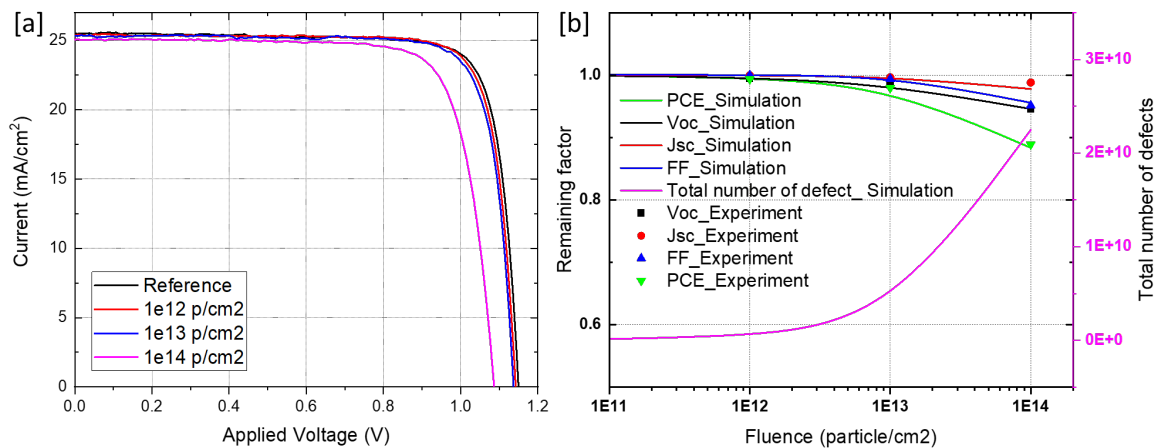 [a]
Current (mA/cm²)
25
20
15
10
5
0
Reference
1e12 p/cm2
1e13 p/cm2
1e14 p/cm2
0.0
0.2
0.4
0.6
0.8
1.0
1.2
Applied Voltage (V)
[b]
Remaining factor
1.0
0.8
0.6
PCE_Simulation
Voc_Simulation
Jsc_Simulation
FF_Simulation
Total number of defect_ Simulation
Voc_Experiment
Jsc_Experiment
FF_Experiment
PCE_Experiment
1E11
1E12
1E13
1E14
Fluence (particle/cm2)
3E+10
2E+10
1E+10
0E+0
Total number of defects